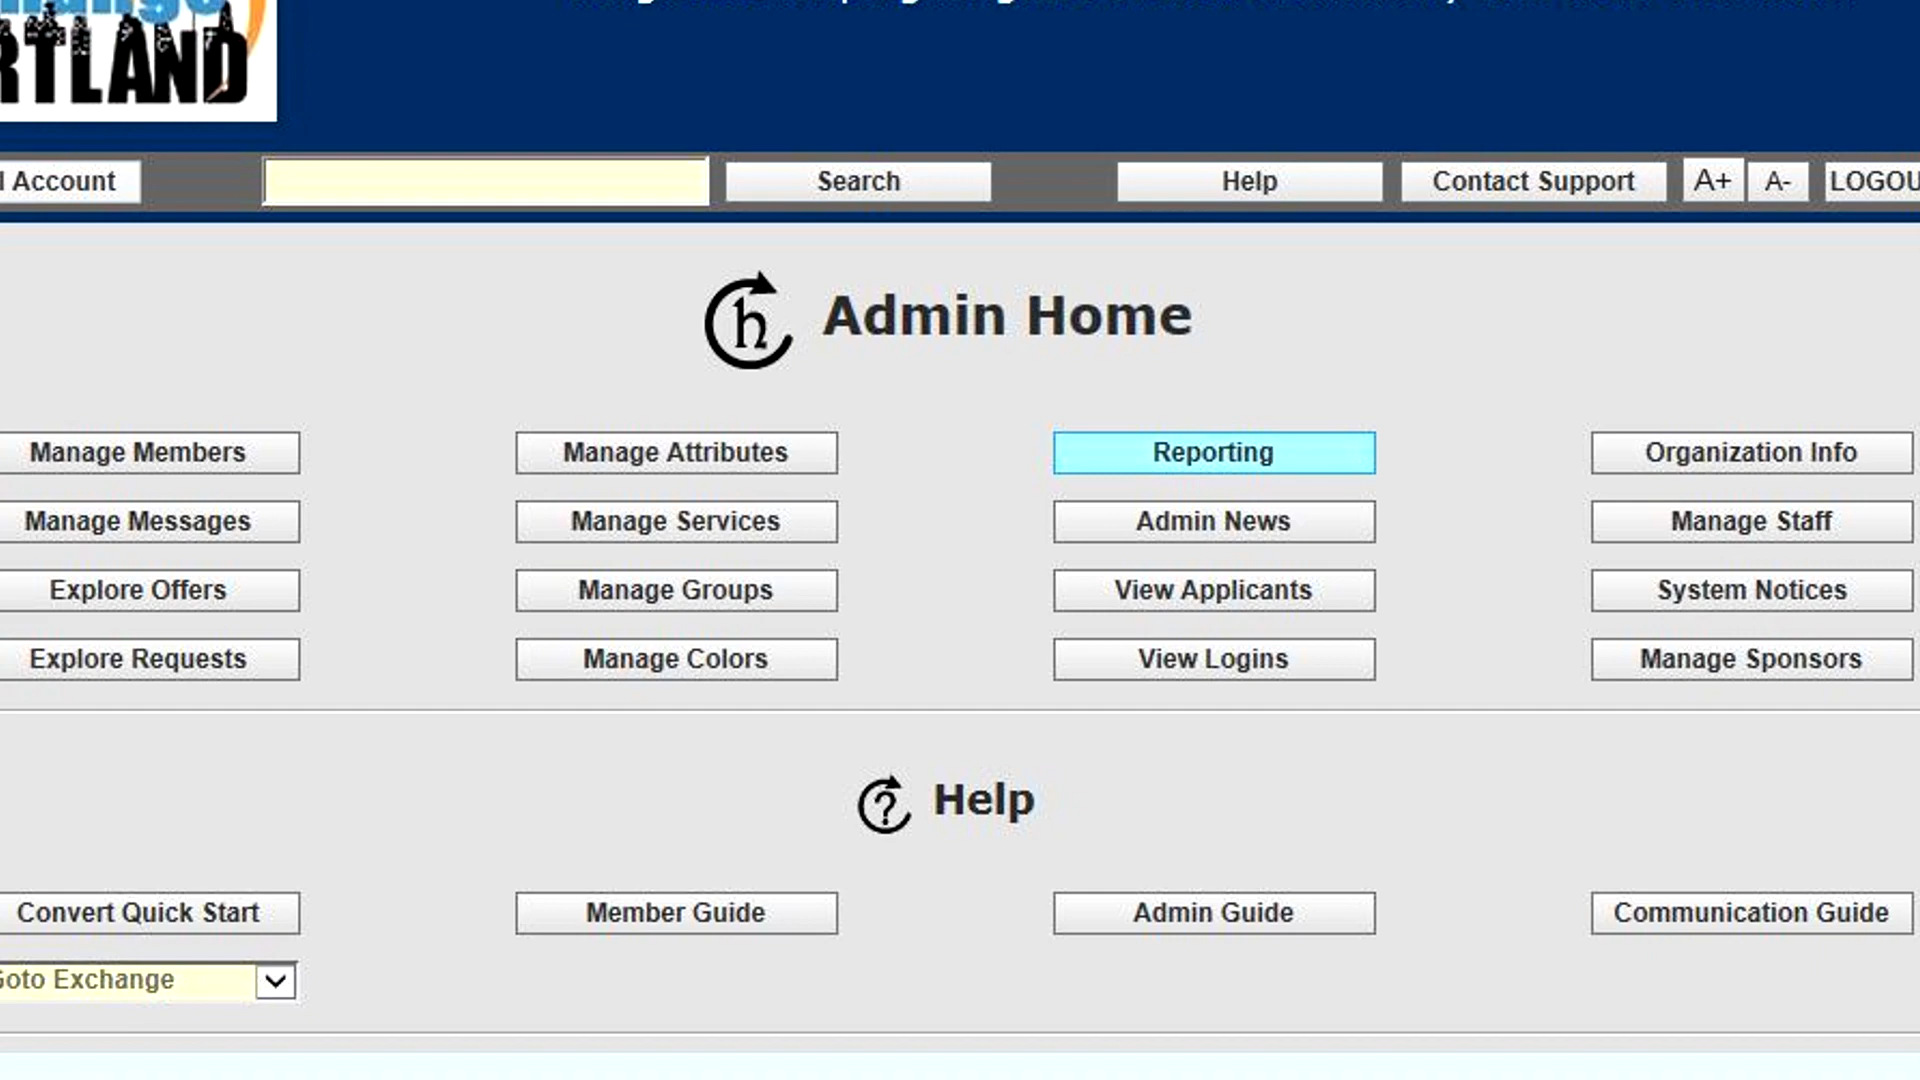 RTLAND
Account
Search
Help
Contact Support
A+
A-
LOGOU
Admin Home
Manage Members
Manage Attributes
Reporting
Organization Info
Manage Messages
Manage Services
Admin News
Manage Staff
Explore Offers
Manage Groups
View Applicants
System Notices
Explore Requests
Manage Colors
View Logins
Manage Sponsors
Help
Convert Quick Start
Member Guide
Admin Guide
Communication Guide
Goto Exchange